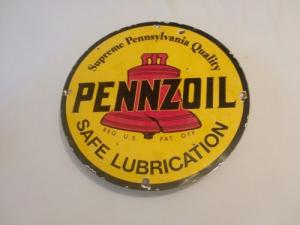 Supreme Pennsylvania Quality
PENNZOIL
REG. U.S. PAT. OFF.
SAFE LUBRICATION